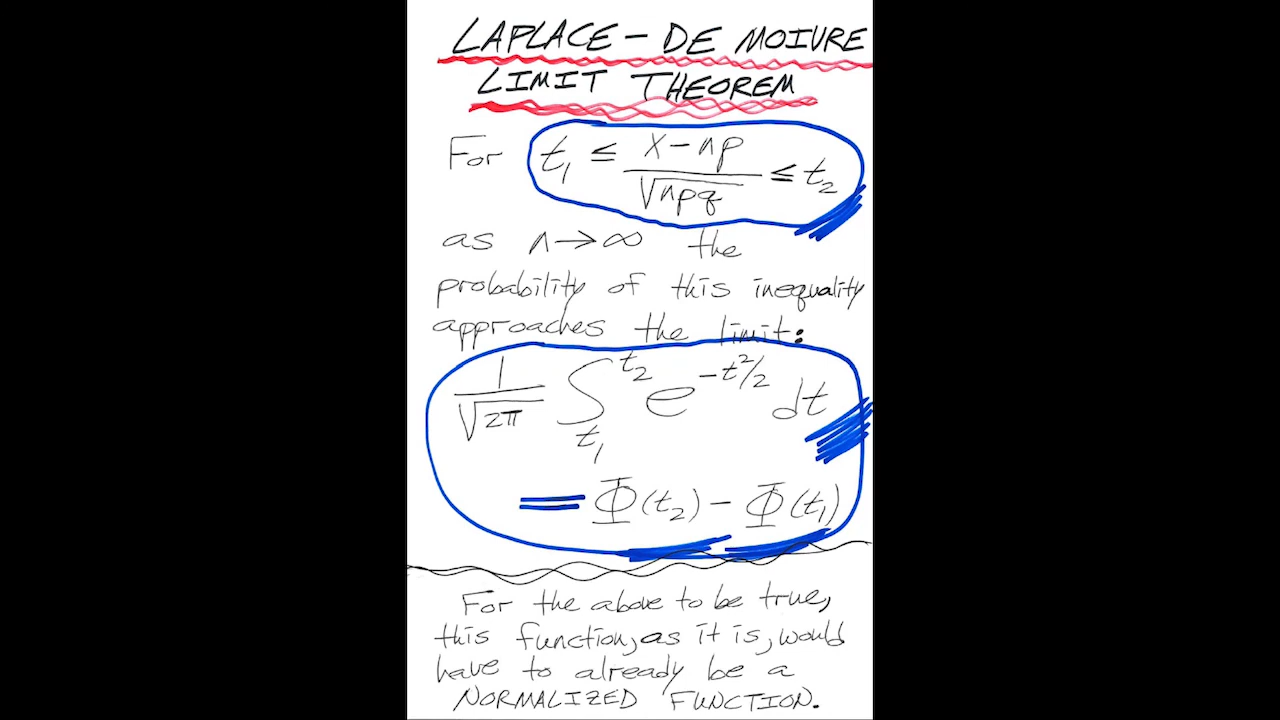 LAPLACE – DE MOIVRE
LIMIT THEOREM
For t₁ ≤ (x – np)/√(npq) ≤ t₂
as n → ∞ the
probability of this inequality
approaches the limit:
1/√(2π) ∫_{t₁}^{t₂} e^{-t²/2} dt
= Φ(t₂) – Φ(t₁)
For the above to be true,
this function, as it is, would
have to already be a
NORMALIZED FUNCTION.